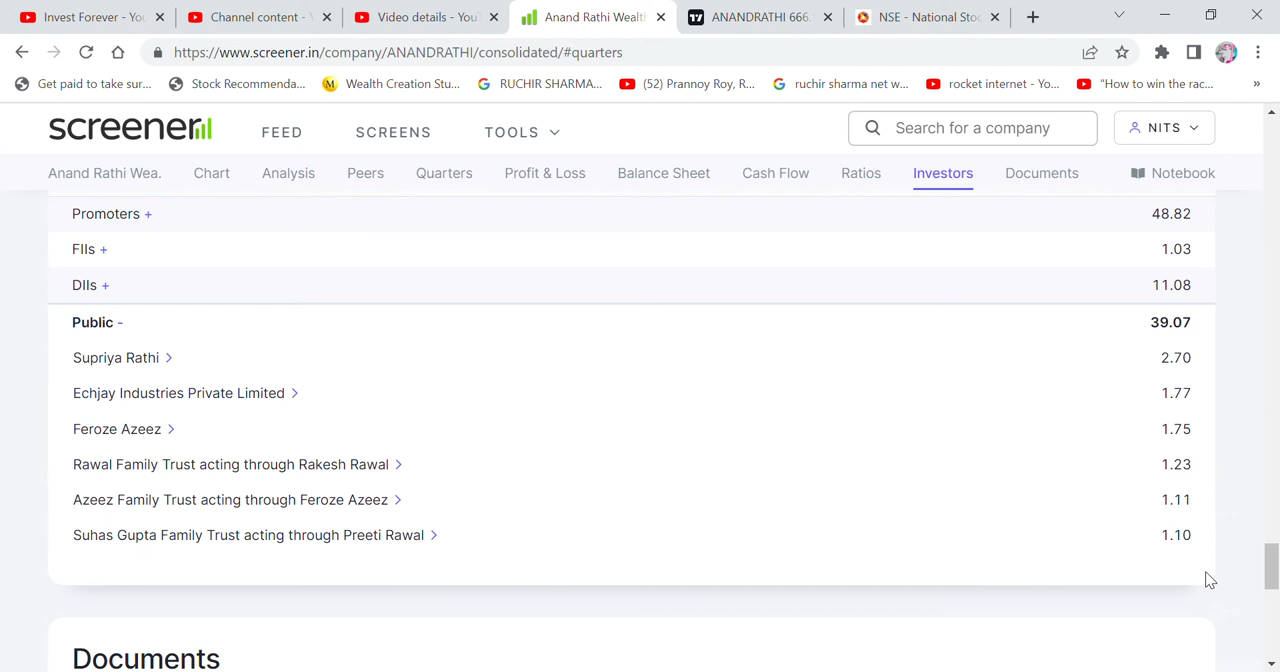 Invest Forever - You
Channel content - Y
Video details - YouT
Anand Rathi Wealth
ANANDRATHI 666.
NSE - National Stoc
https://www.screener.in/company/ANANDRATHI/consolidated/#quarters
Get paid to take sur...
Stock Recommenda...
Wealth Creation Stu...
RUCHIR SHARMA...
(52) Prannoy Roy, R...
ruchir sharma net w...
rocket internet - Yo...
"How to win the rac...
»
screener
FEED
SCREENS
TOOLS
Search for a company
NITS
Anand Rathi Wea.
Chart
Analysis
Peers
Quarters
Profit & Loss
Balance Sheet
Cash Flow
Ratios
Investors
Documents
Notebook
Promoters + 48.82
FIIs + 1.03
DIIs + 11.08
Public - 39.07
Supriya Rathi 2.70
Echjay Industries Private Limited 1.77
Feroze Azeez 1.75
Rawal Family Trust acting through Rakesh Rawal 1.23
Azeez Family Trust acting through Feroze Azeez 1.11
Suhas Gupta Family Trust acting through Preeti Rawal 1.10
Documents